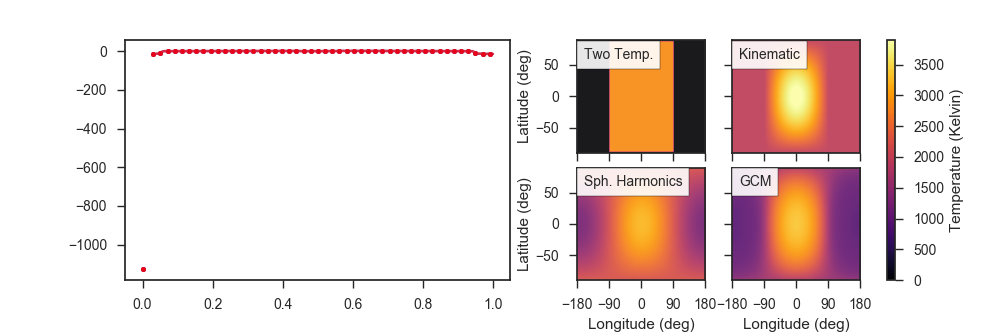 0
−200
−400
−600
−800
−1000
0.0 0.2 0.4 0.6 0.8 1.0
Latitude (deg)
50
0
−50
Two Temp.
Kinematic
Latitude (deg)
50
0
−50
Sph. Harmonics
GCM
−180 −90 0 90 180
−180 −90 0 90 180
Longitude (deg)
Longitude (deg)
3500
3000
2500
2000
1500
1000
500
0
Temperature (Kelvin)